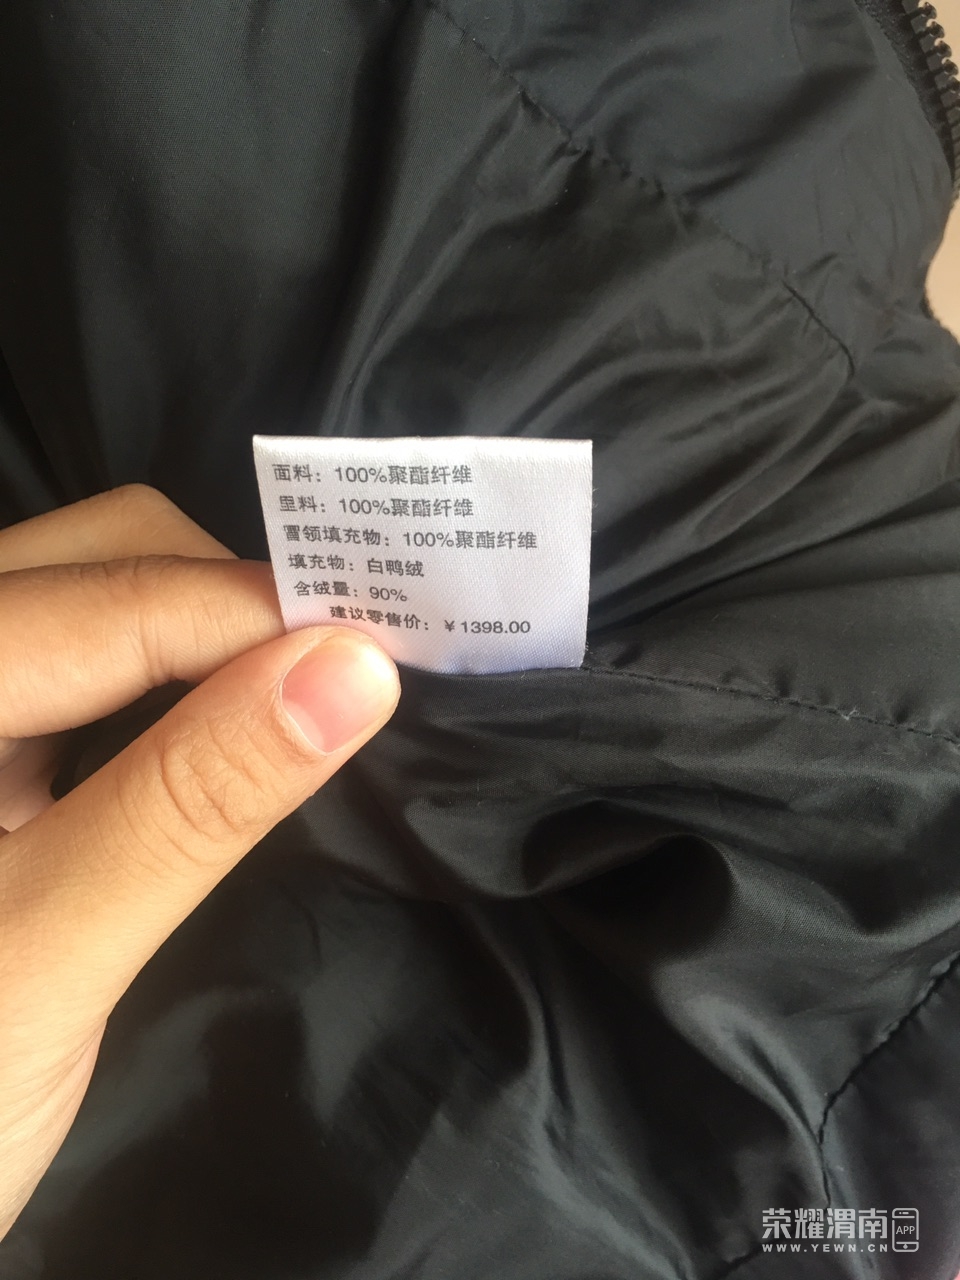 面料：100%聚酯纤维
里料：100%聚酯纤维
冒领填充物：100%聚酯纤维
填充物：白鸭绒
含绒量：90%
建议零售价：￥1398.00
荣耀渭南 APP
WWW.YEWN.CN